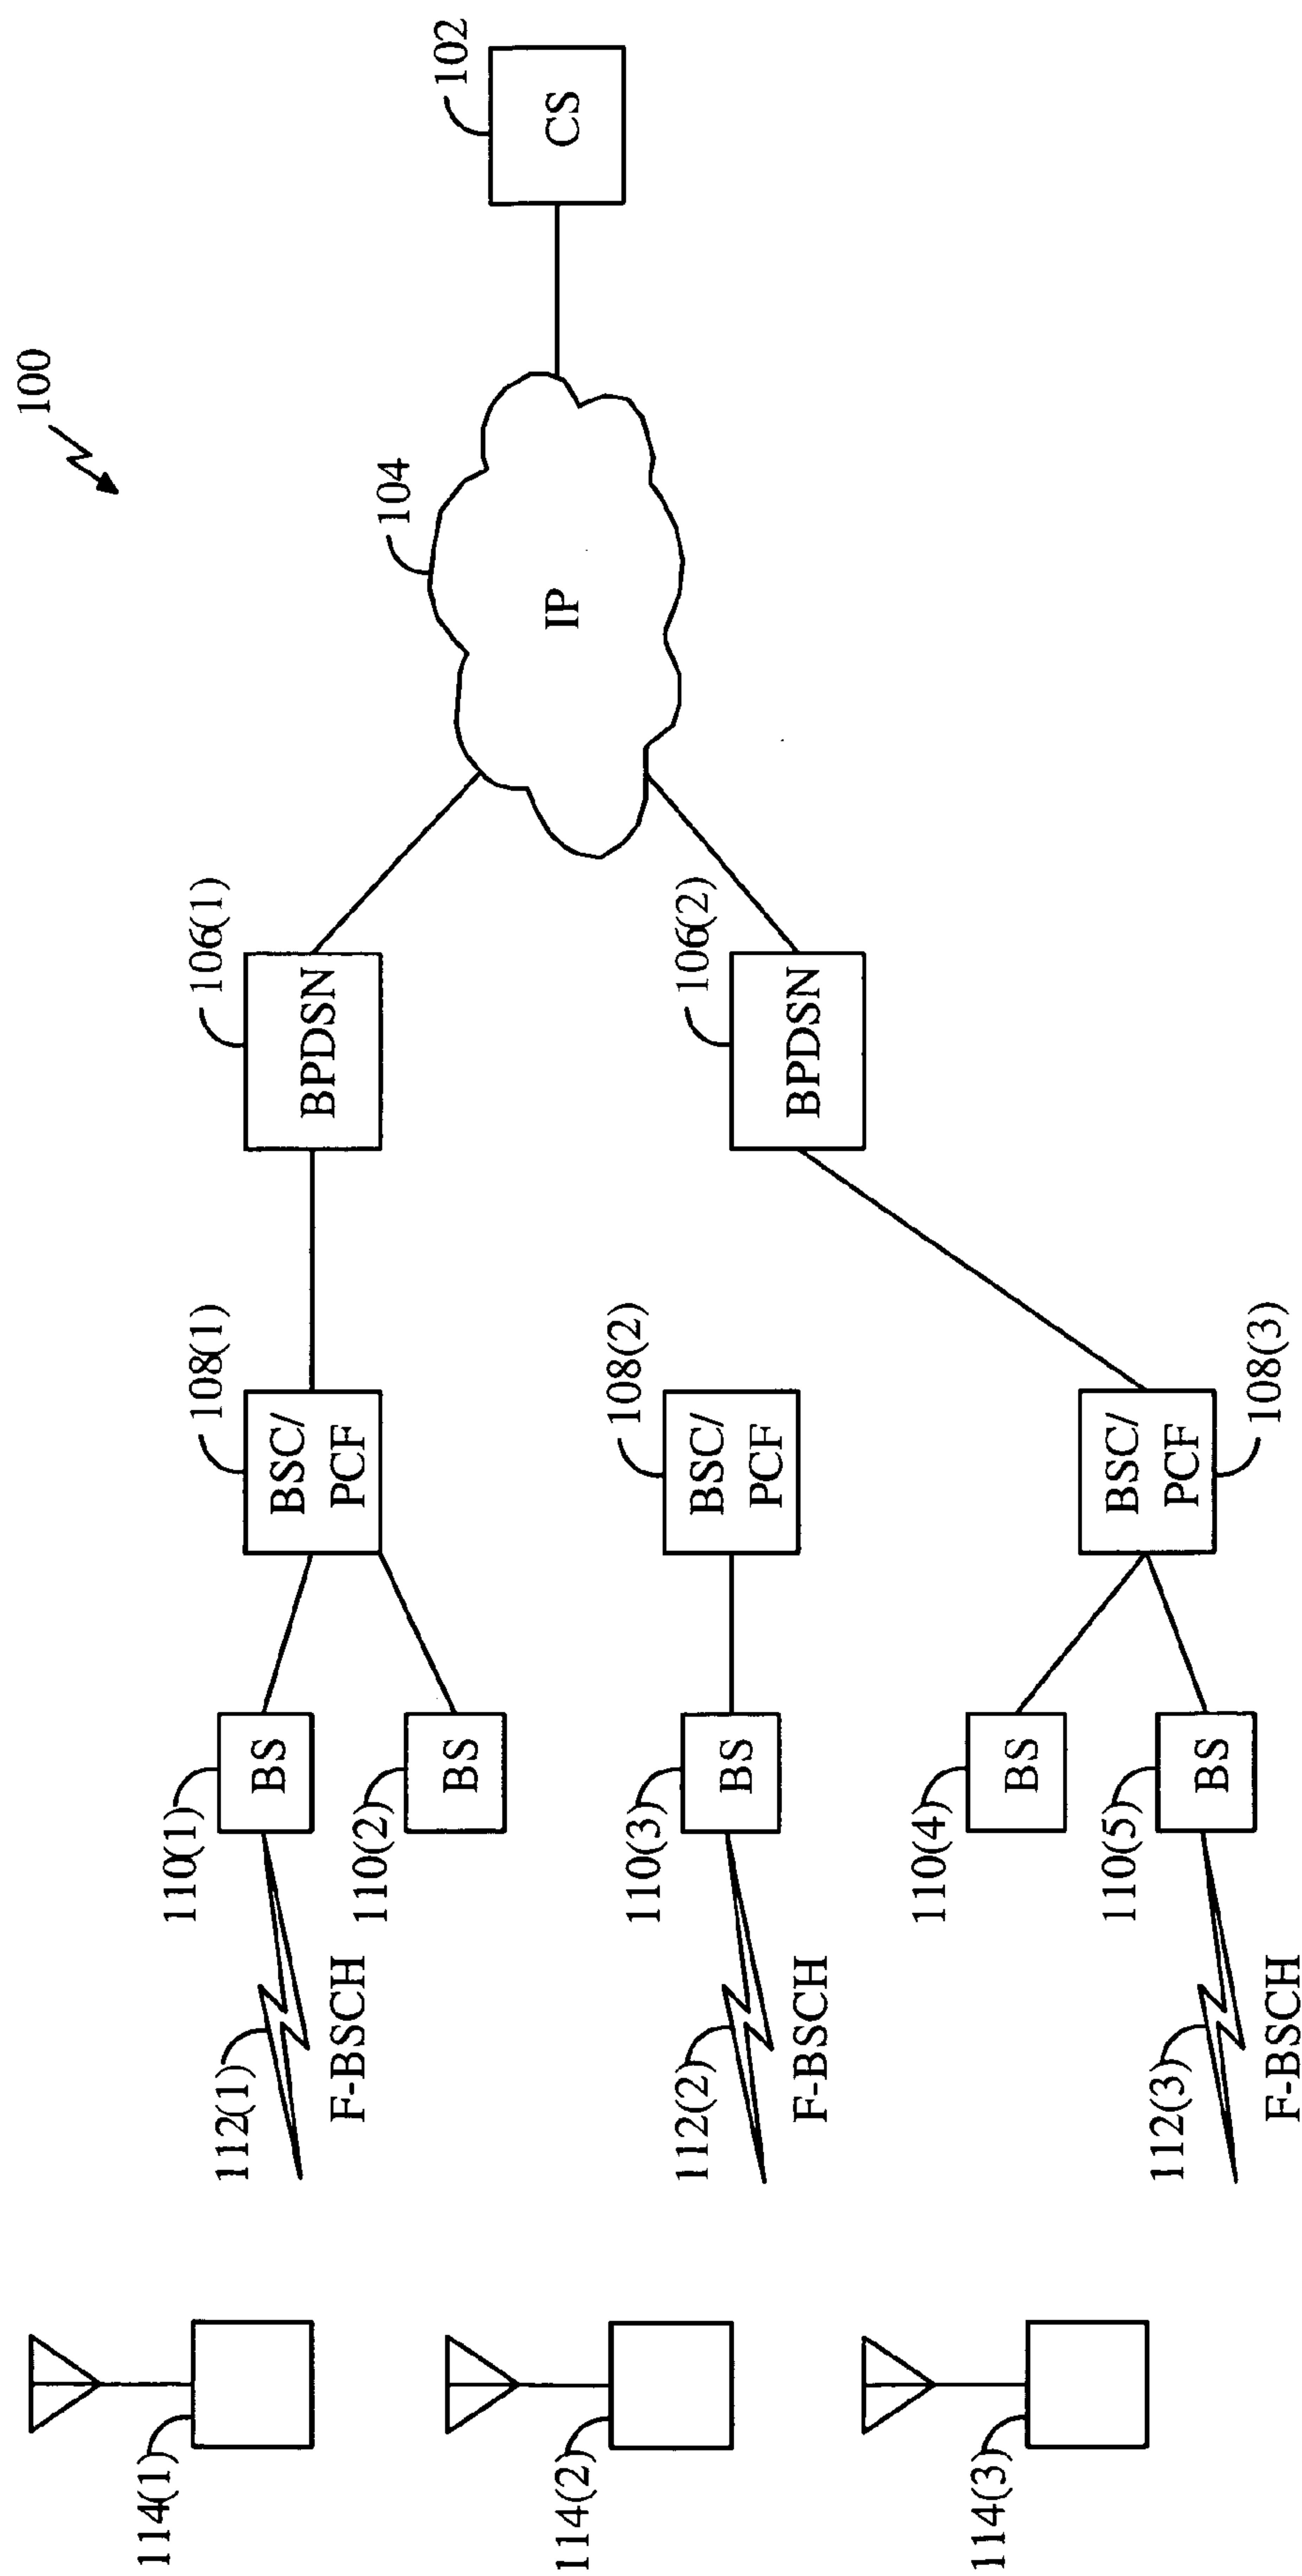 100
102
CS
104
IP
106(1)
BPDSN
106(2)
BPDSN
108(1)
BSC/
PCF
108(2)
BSC/
PCF
108(3)
BSC/
PCF
110(1)
BS
110(2)
BS
110(3)
BS
110(4)
BS
110(5)
BS
112(1)
F-BSCH
112(2)
F-BSCH
112(3)
F-BSCH
114(1)
114(2)
114(3)